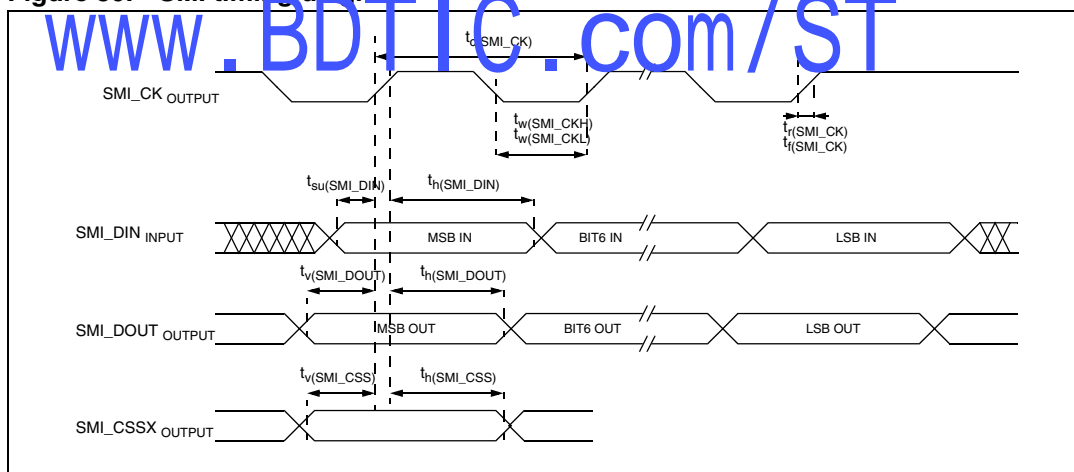 www.BDTIC.com/ST
tc(SMI_CK)
SMI_CK OUTPUT
tw(SMI_CKH)
tw(SMI_CKL)
tr(SMI_CK)
tf(SMI_CK)
tsu(SMI_DIN)
th(SMI_DIN)
SMI_DIN INPUT
MSB IN
BIT6 IN
LSB IN
tv(SMI_DOUT)
th(SMI_DOUT)
SMI_DOUT OUTPUT
MSB OUT
BIT6 OUT
LSB OUT
tv(SMI_CSS)
th(SMI_CSS)
SMI_CSSX OUTPUT